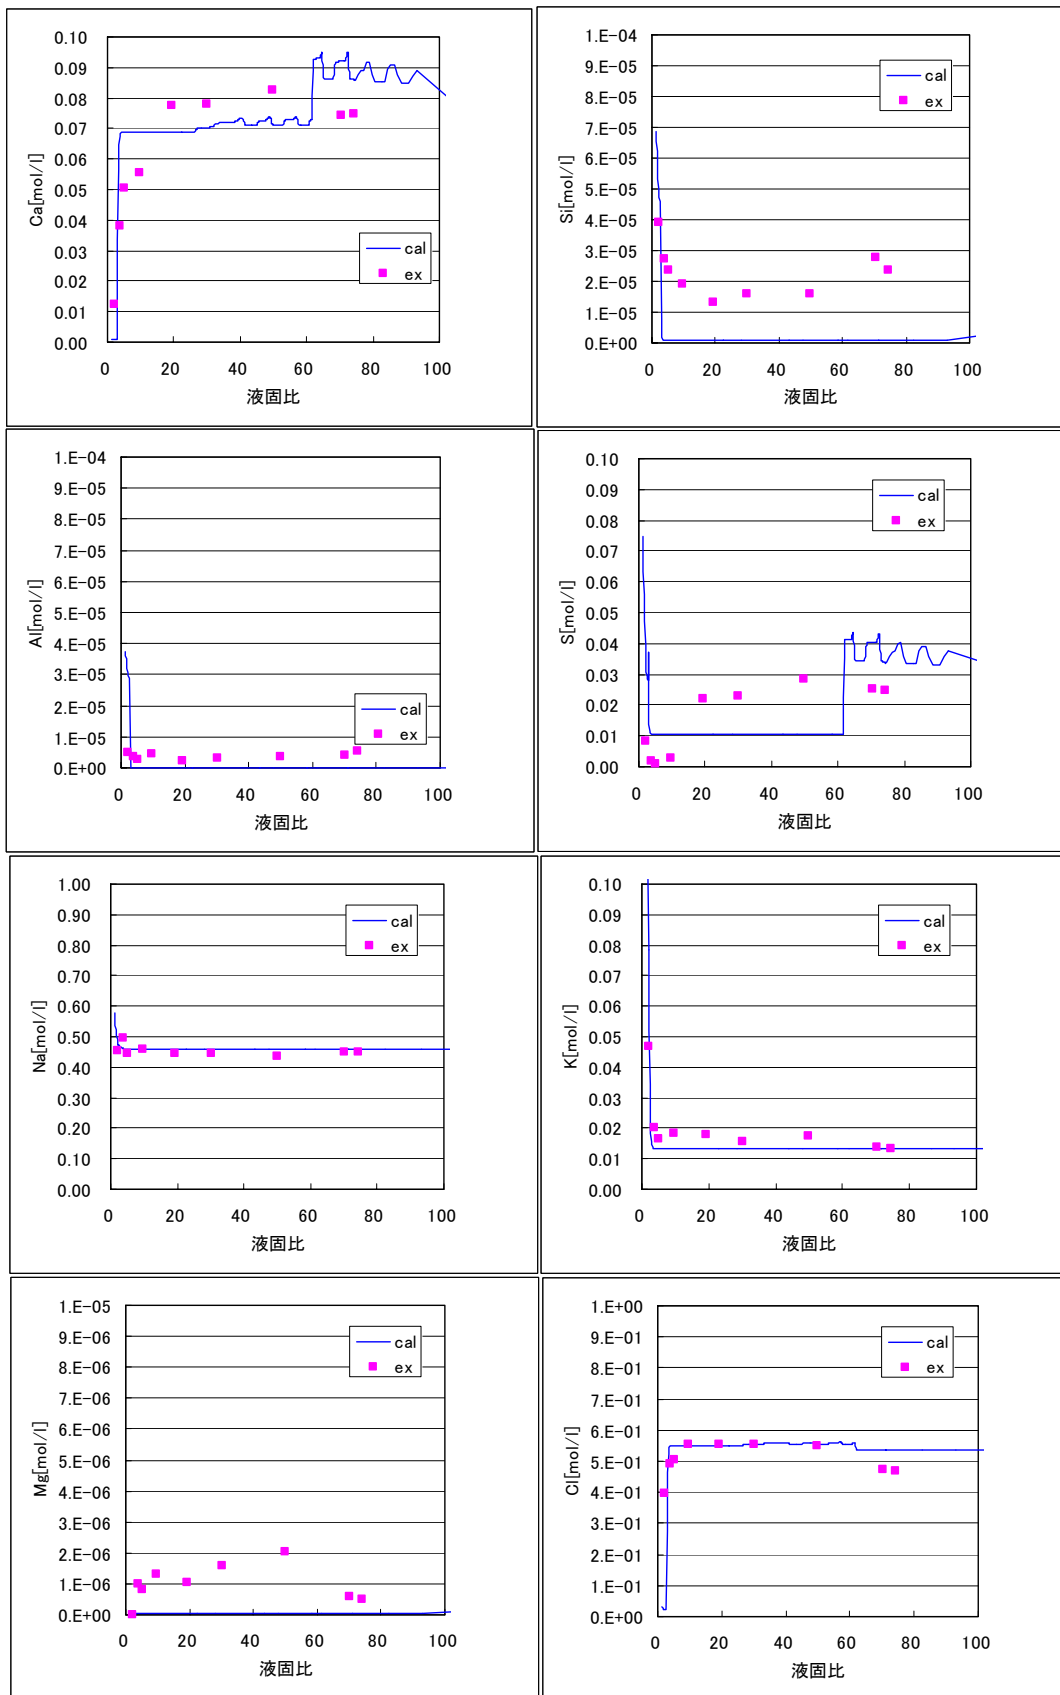 Ca[mol/l]
0.10
0.09
0.08
0.07
0.06
0.05
0.04
0.03
0.02
0.01
0.00
cal
ex
0 20 40 60 80 100
液固比
Si[mol/l]
1.E-04
9.E-05
8.E-05
7.E-05
6.E-05
5.E-05
4.E-05
3.E-05
2.E-05
1.E-05
0.E+00
cal
ex
0 20 40 60 80 100
液固比
Al[mol/l]
1.E-04
9.E-05
8.E-05
7.E-05
6.E-05
5.E-05
4.E-05
3.E-05
2.E-05
1.E-05
0.E+00
cal
ex
0 20 40 60 80 100
液固比
S[mol/l]
0.10
0.09
0.08
0.07
0.06
0.05
0.04
0.03
0.02
0.01
0.00
cal
ex
0 20 40 60 80 100
液固比
Na[mol/l]
1.00
0.90
0.80
0.70
0.60
0.50
0.40
0.30
0.20
0.10
0.00
cal
ex
0 20 40 60 80 100
液固比
K[mol/l]
0.10
0.09
0.08
0.07
0.06
0.05
0.04
0.03
0.02
0.01
0.00
cal
ex
0 20 40 60 80 100
液固比
Mg[mol/l]
1.E-05
9.E-06
8.E-06
7.E-06
6.E-06
5.E-06
4.E-06
3.E-06
2.E-06
1.E-06
0.E+00
cal
ex
0 20 40 60 80 100
液固比
Cl[mol/l]
1.E+00
9.E-01
8.E-01
7.E-01
6.E-01
5.E-01
4.E-01
3.E-01
2.E-01
1.E-01
0.E+00
cal
ex
0 20 40 60 80 100
液固比